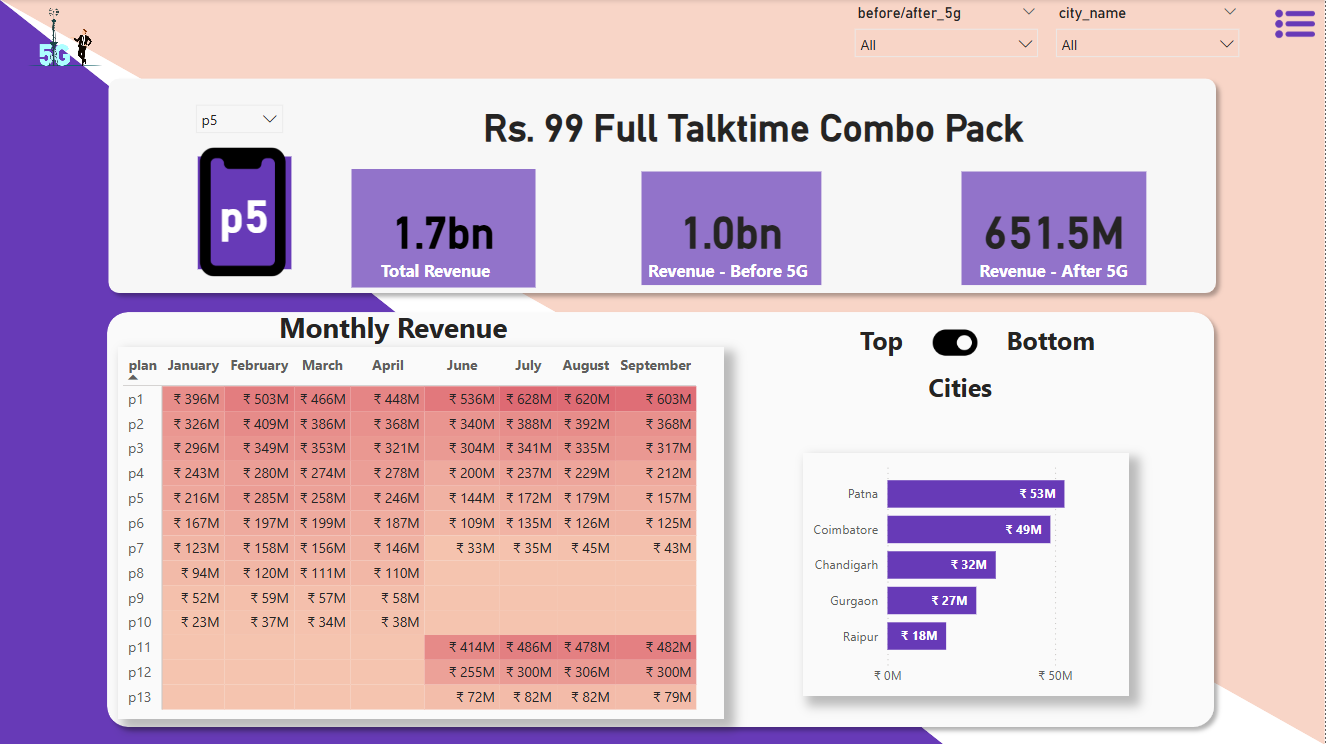 before/after_5g city_name
5G
All All
p5
Rs. 99 Full Talktime Combo Pack
p5
1.7bn 1.0bn 651.5M
Total Revenue Revenue - Before 5G Revenue - After 5G
Monthly Revenue
Top Bottom
Cities
plan January February March April June July August September
p1 ₹ 396M ₹ 503M ₹ 466M ₹ 448M ₹ 536M ₹ 628M ₹ 620M ₹ 603M
p2 ₹ 326M ₹ 409M ₹ 386M ₹ 368M ₹ 340M ₹ 388M ₹ 392M ₹ 368M
p3 ₹ 296M ₹ 349M ₹ 353M ₹ 321M ₹ 304M ₹ 341M ₹ 335M ₹ 317M
p4 ₹ 243M ₹ 280M ₹ 274M ₹ 278M ₹ 200M ₹ 237M ₹ 229M ₹ 212M
p5 ₹ 216M ₹ 285M ₹ 258M ₹ 246M ₹ 144M ₹ 172M ₹ 179M ₹ 157M
p6 ₹ 167M ₹ 197M ₹ 199M ₹ 187M ₹ 109M ₹ 135M ₹ 126M ₹ 125M
p7 ₹ 123M ₹ 158M ₹ 156M ₹ 146M ₹ 33M ₹ 35M ₹ 45M ₹ 43M
p8 ₹ 94M ₹ 120M ₹ 111M ₹ 110M
p9 ₹ 52M ₹ 59M ₹ 57M ₹ 58M
p10 ₹ 23M ₹ 37M ₹ 34M ₹ 38M
p11 ₹ 414M ₹ 486M ₹ 478M ₹ 482M
p12 ₹ 255M ₹ 300M ₹ 306M ₹ 300M
p13 ₹ 72M ₹ 82M ₹ 82M ₹ 79M
Patna ₹ 53M
Coimbatore ₹ 49M
Chandigarh ₹ 32M
Gurgaon ₹ 27M
Raipur ₹ 18M
₹ 0M ₹ 50M